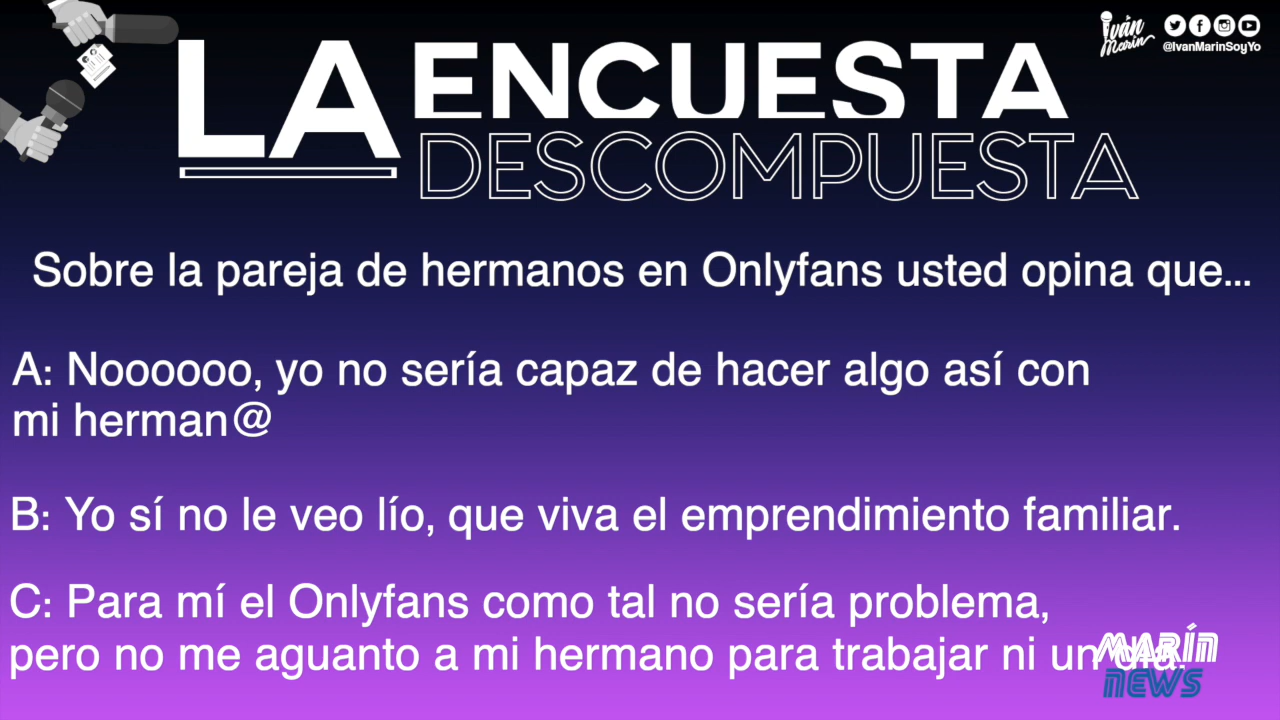 LA ENCUESTA
DESCOMPUESTA
Iván
Marín
@IvanMarinSoyYo
Sobre la pareja de hermanos en Onlyfans usted opina que...
A: Noooooo, yo no sería capaz de hacer algo así con
mi herman@
B: Yo sí no le veo lío, que viva el emprendimiento familiar.
C: Para mí el Onlyfans como tal no sería problema,
pero no me aguanto a mi hermano para trabajar ni un día.
MARÍN
NEWS